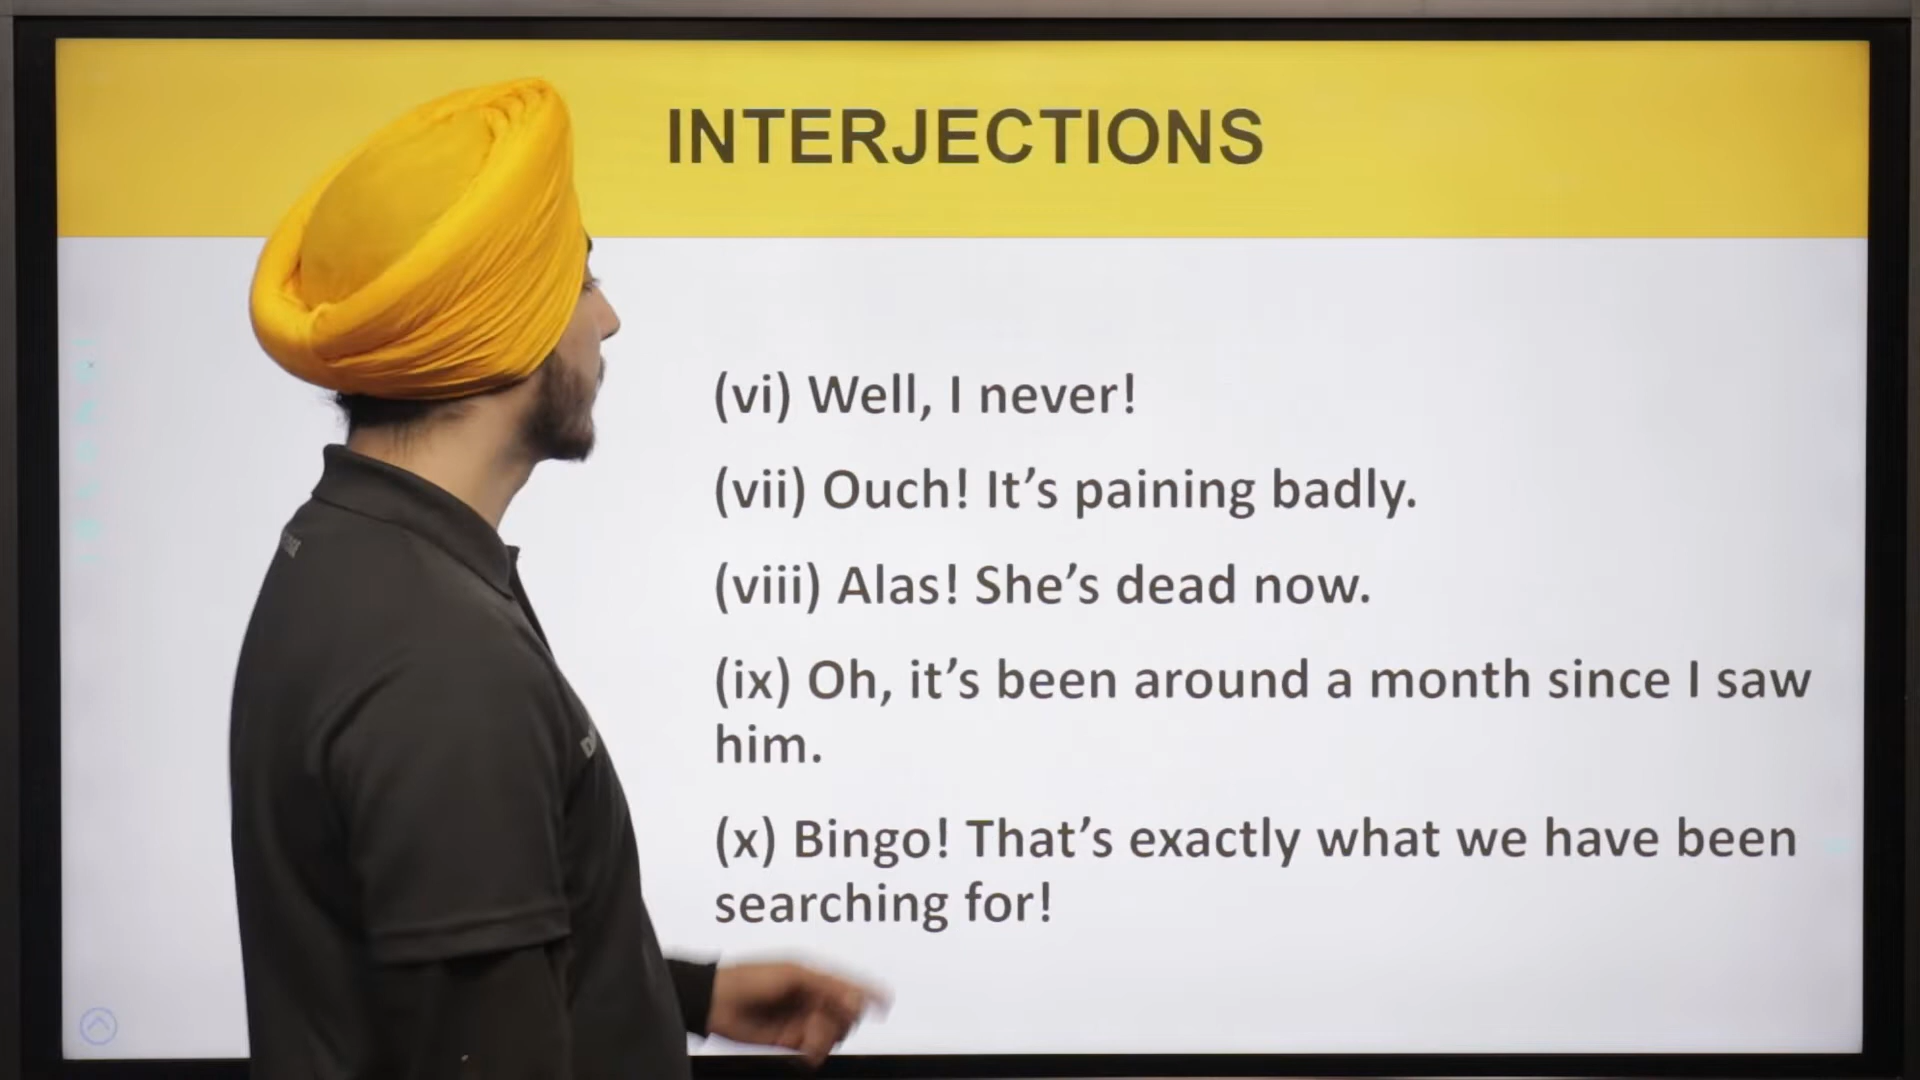 INTERJECTIONS
(vi) Well, I never!
(vii) Ouch! It’s paining badly.
(viii) Alas! She’s dead now.
(ix) Oh, it’s been around a month since I saw
him.
(x) Bingo! That’s exactly what we have been
searching for!